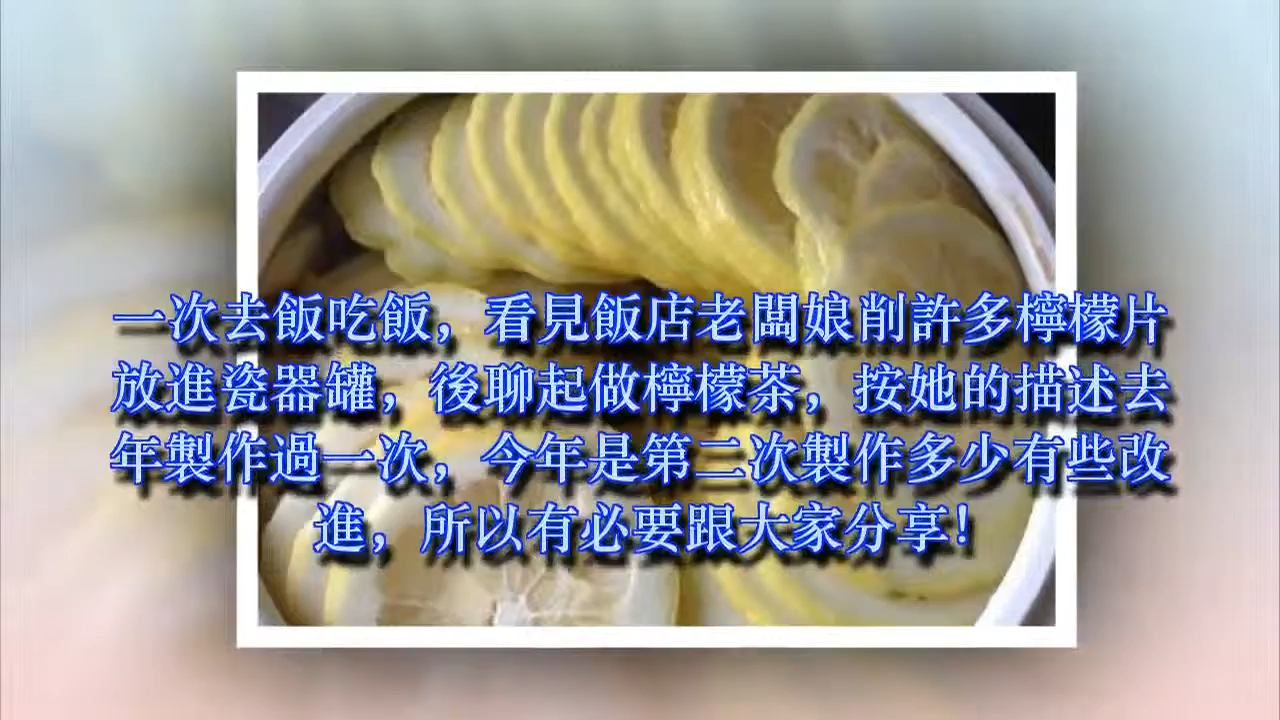 一次去飯吃飯，看見飯店老闆娘削許多檸檬片
放進瓷器罐，後聊起做檸檬茶，按她的描述去
年製作過一次，今年是第二次製作多少有些改
進，所以有必要跟大家分享！